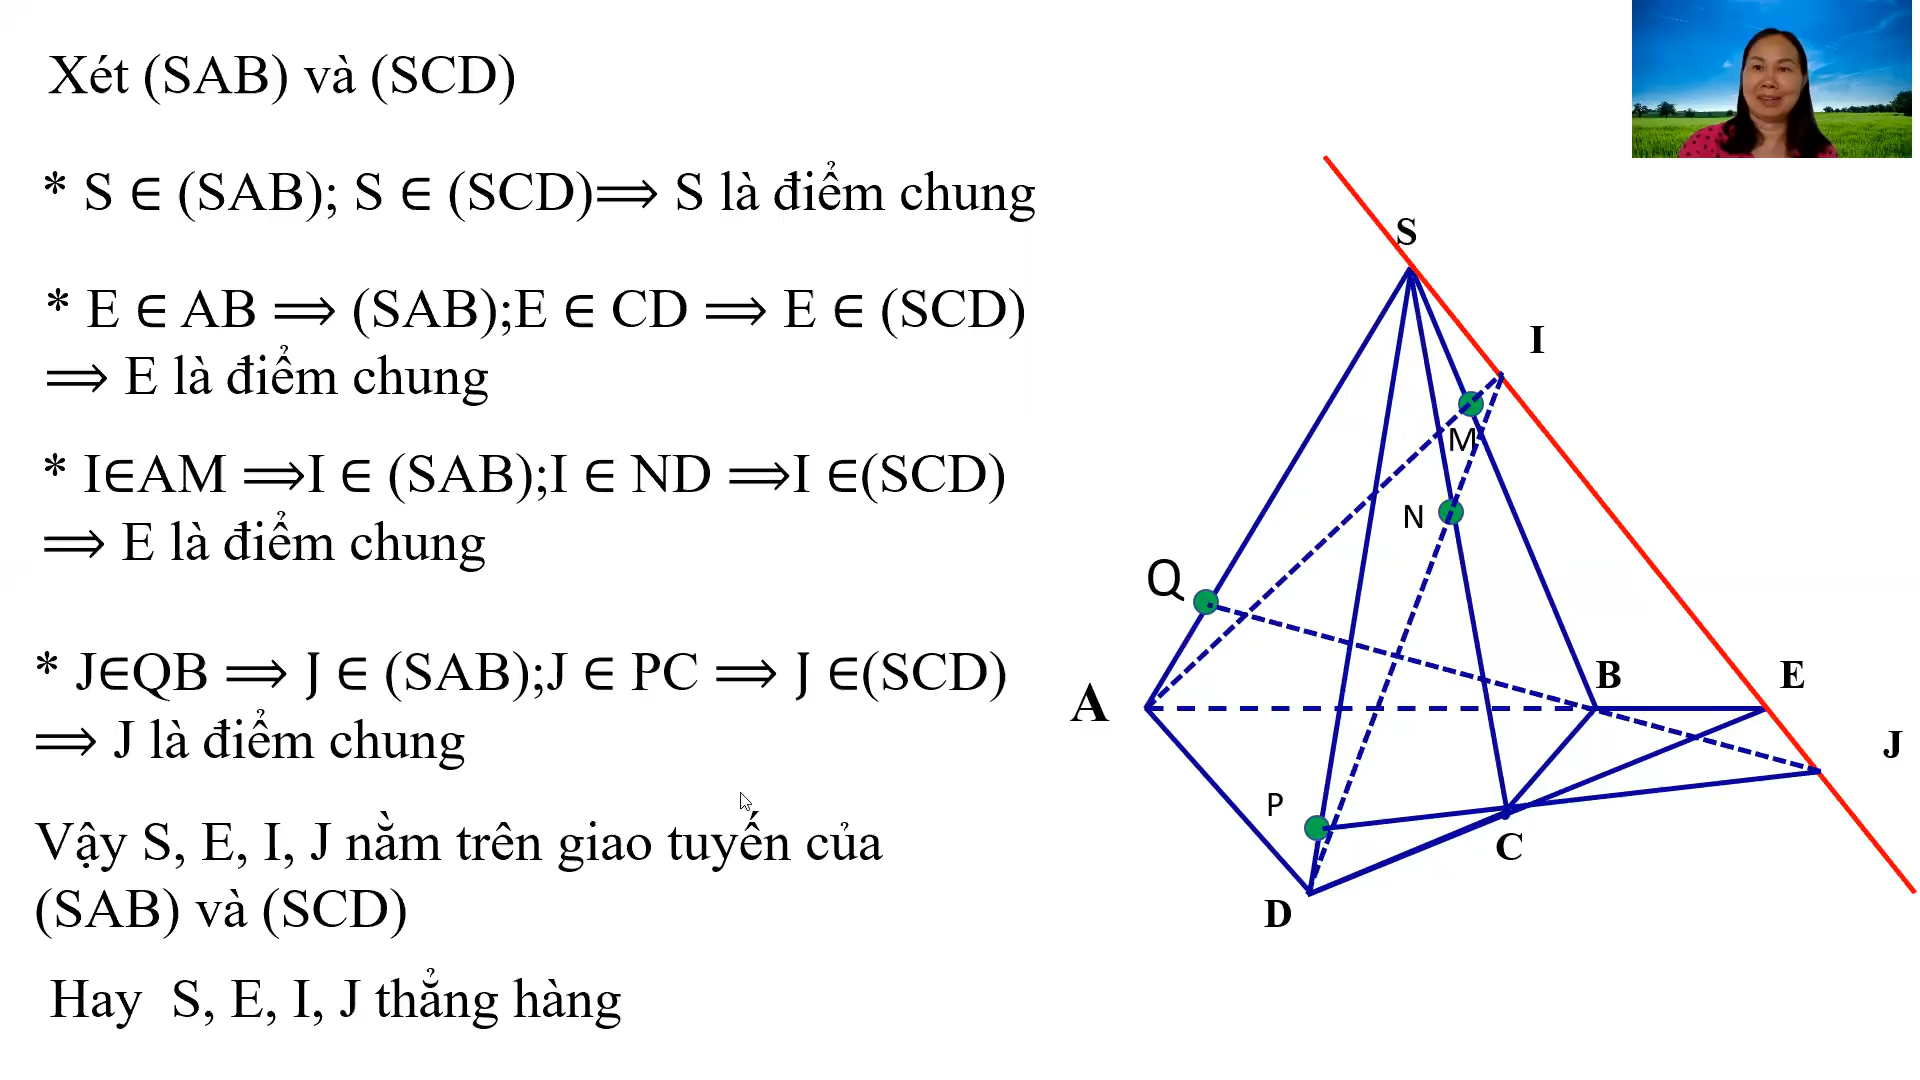 Xét (SAB) và (SCD)
* S ∈ (SAB); S ∈ (SCD)⟹ S là điểm chung
* E ∈ AB ⟹ (SAB);E ∈ CD ⟹ E ∈ (SCD)
⟹ E là điểm chung
* I∈AM ⟹I ∈ (SAB);I ∈ ND ⟹I ∈(SCD)
⟹ E là điểm chung
* J∈QB ⟹ J ∈ (SAB);J ∈ PC ⟹ J ∈(SCD)
⟹ J là điểm chung
Vậy S, E, I, J nằm trên giao tuyến của
(SAB) và (SCD)
Hay S, E, I, J thẳng hàng
S
I
M
N
Q
A
B
E
J
P
C
D